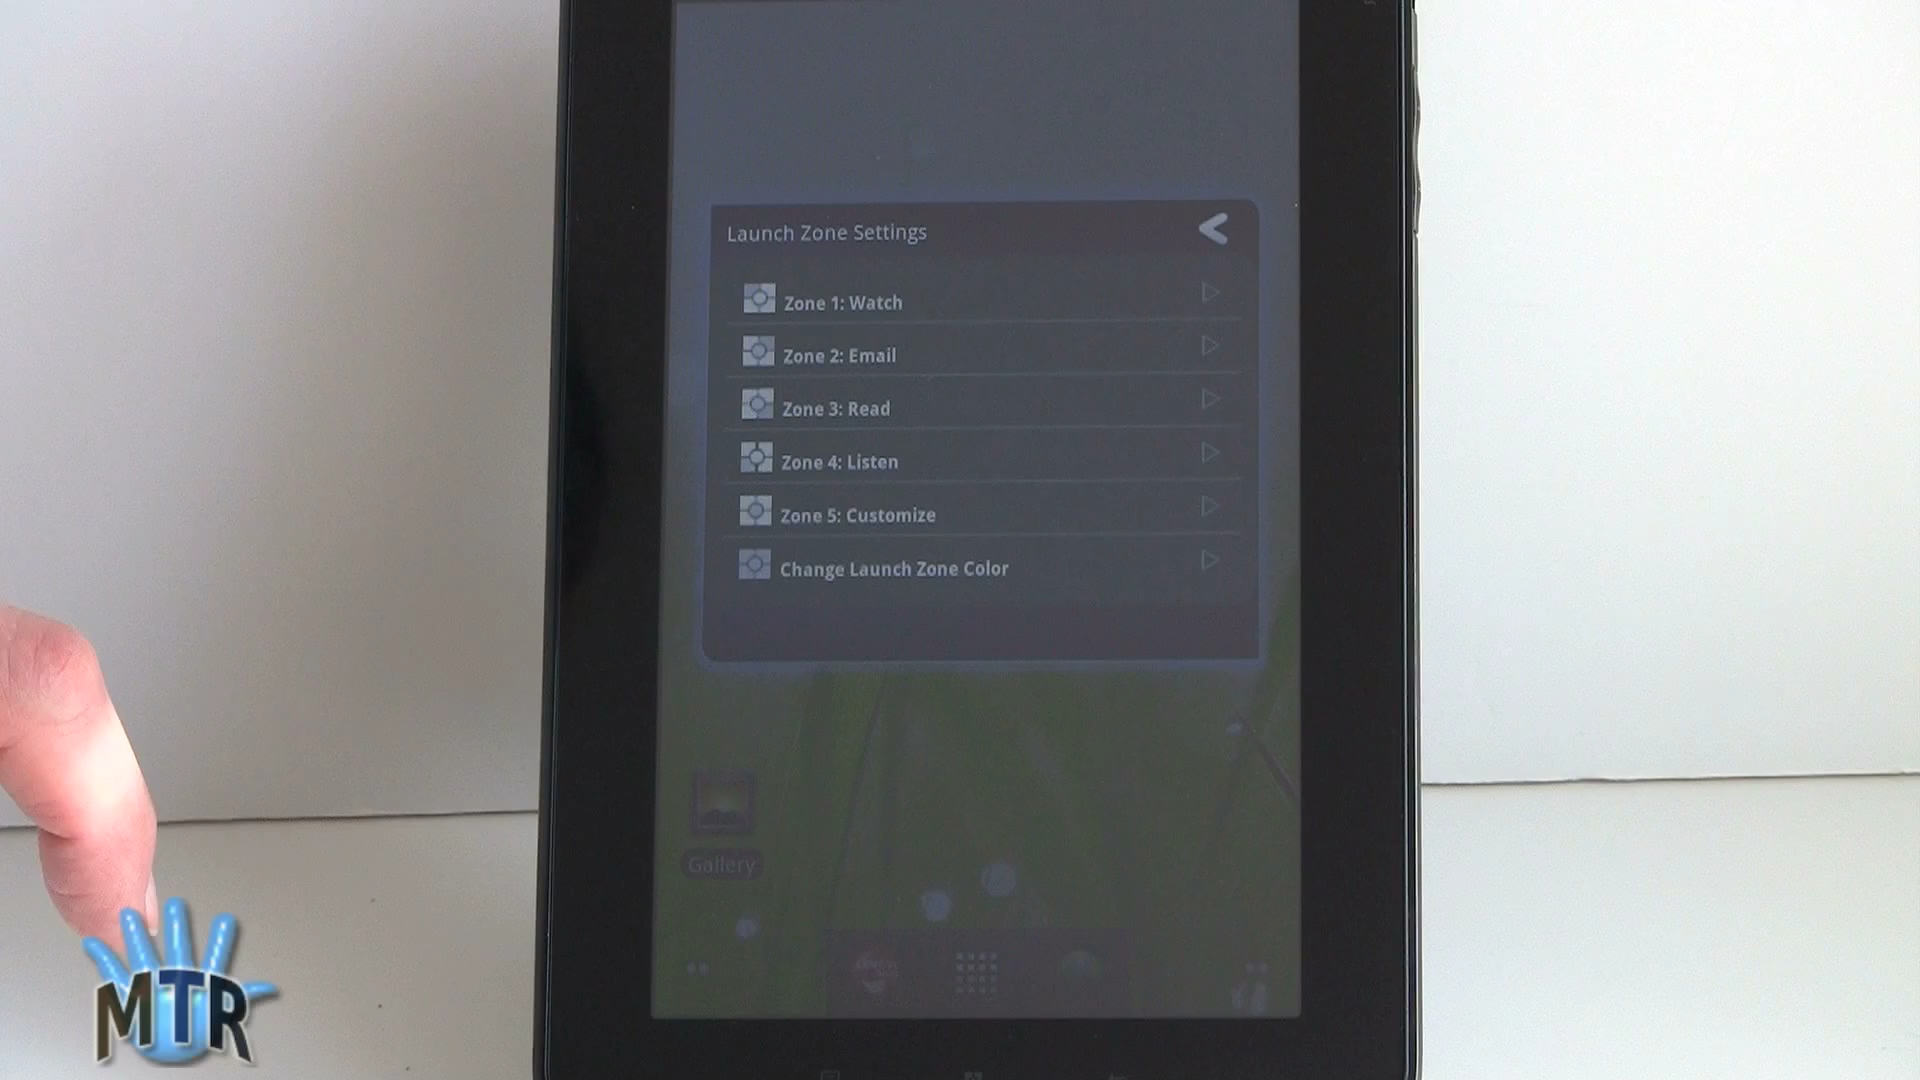 Launch Zone Settings
Zone 1: Watch
Zone 2: Email
Zone 3: Read
Zone 4: Listen
Zone 5: Customize
Change Launch Zone Color
Gallery
MTR